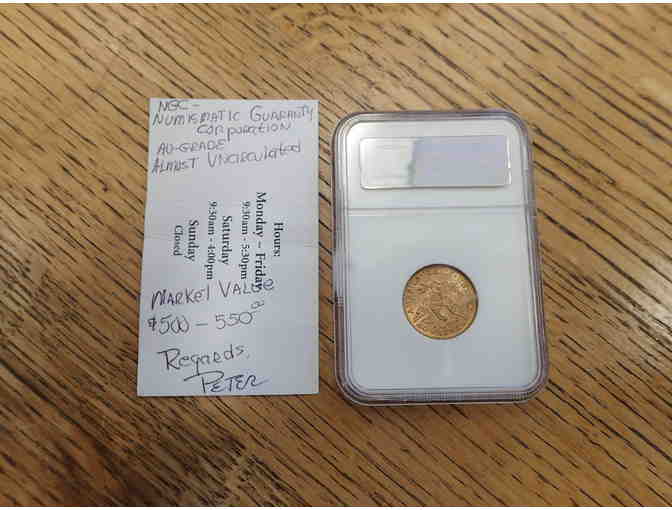 NGC -
NUMISMATIC GUARANTY
CORPORATION
AU-GRADE
ALMOST UNCIRCULATED
Hours:
Monday – Friday
9:30am - 5:30pm
Saturday
9:30am - 4:00pm
Sunday
Closed
MARKET VALUE
$500 - 550 00
Regards,
PETER